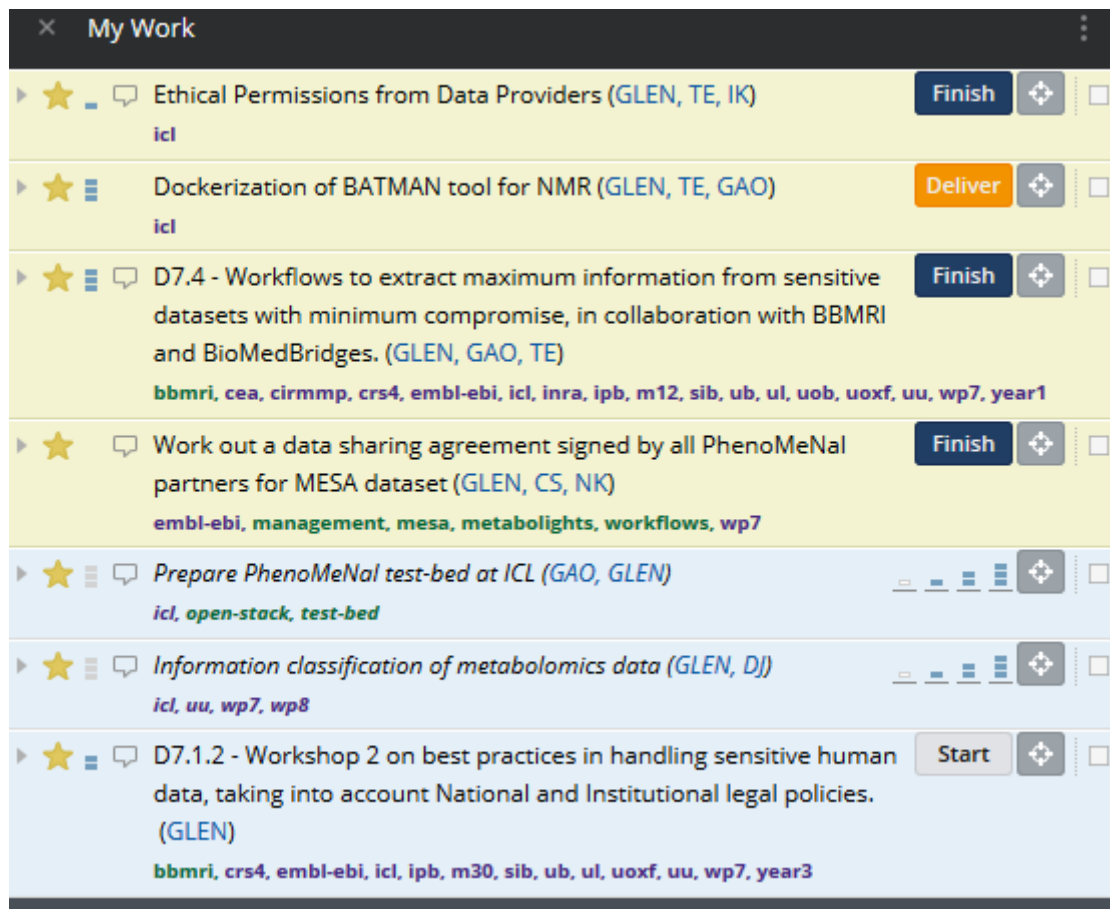 × My Work
Ethical Permissions from Data Providers (GLEN, TE, IK) Finish
icl
Dockerization of BATMAN tool for NMR (GLEN, TE, GAO) Deliver
icl
D7.4 - Workflows to extract maximum information from sensitive Finish
datasets with minimum compromise, in collaboration with BBMRI
and BioMedBridges. (GLEN, GAO, TE)
bbmri, cea, cirmmp, crs4, embl-ebi, icl, inra, ipb, m12, sib, ub, ul, uob, uoxf, uu, wp7, year1
Work out a data sharing agreement signed by all PhenoMeNal Finish
partners for MESA dataset (GLEN, CS, NK)
embl-ebi, management, mesa, metabolights, workflows, wp7
Prepare PhenoMeNal test-bed at ICL (GAO, GLEN)
icl, open-stack, test-bed
Information classification of metabolomics data (GLEN, DJ)
icl, uu, wp7, wp8
D7.1.2 - Workshop 2 on best practices in handling sensitive human Start
data, taking into account National and Institutional legal policies.
(GLEN)
bbmri, crs4, embl-ebi, icl, ipb, m30, sib, ub, ul, uoxf, uu, wp7, year3